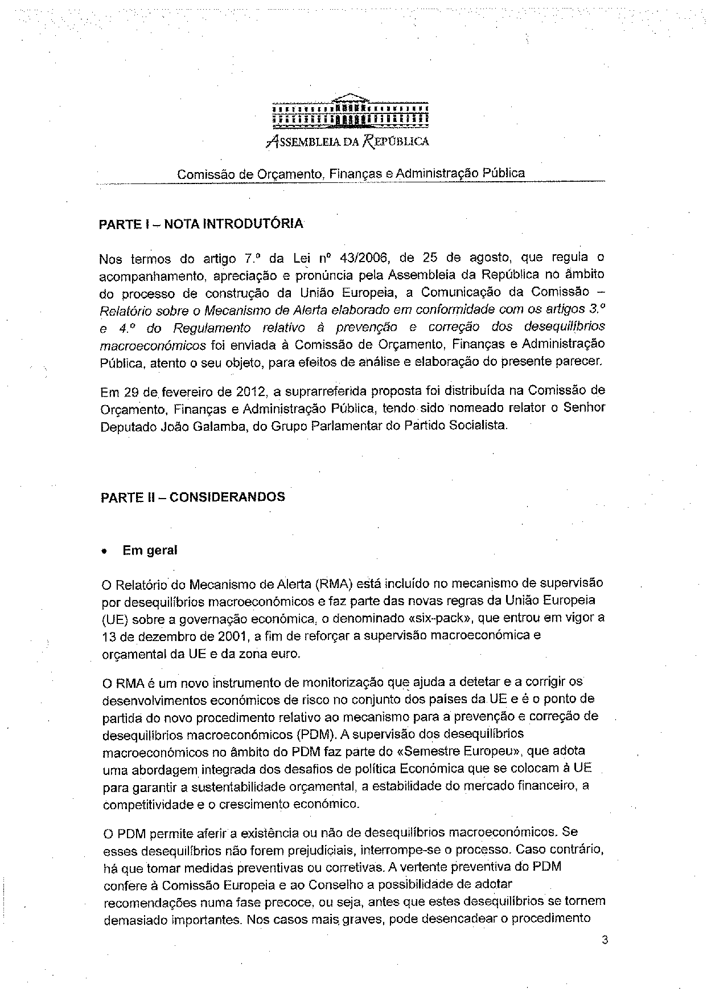 ASSEMBLEIA DA REPÚBLICA
Comissão de Orçamento, Finanças e Administração Pública
PARTE I – NOTA INTRODUTÓRIA
Nos termos do artigo 7.º da Lei nº 43/2006, de 25 de agosto, que regula o
acompanhamento, apreciação e pronúncia pela Assembleia da República no âmbito
do processo de construção da União Europeia, a Comunicação da Comissão –
Relatório sobre o Mecanismo de Alerta elaborado em conformidade com os artigos 3.º
e 4.º do Regulamento relativo à prevenção e correção dos desequilíbrios
macroeconómicos foi enviada à Comissão de Orçamento, Finanças e Administração
Pública, atento o seu objeto, para efeitos de análise e elaboração do presente parecer.
Em 29 de fevereiro de 2012, a suprarreferida proposta foi distribuída na Comissão de
Orçamento, Finanças e Administração Pública, tendo sido nomeado relator o Senhor
Deputado João Galamba, do Grupo Parlamentar do Partido Socialista.
PARTE II – CONSIDERANDOS
• Em geral
O Relatório do Mecanismo de Alerta (RMA) está incluído no mecanismo de supervisão
por desequilíbrios macroeconómicos e faz parte das novas regras da União Europeia
(UE) sobre a governação económica, o denominado «six-pack», que entrou em vigor a
13 de dezembro de 2001, a fim de reforçar a supervisão macroeconómica e
orçamental da UE e da zona euro.
O RMA é um novo instrumento de monitorização que ajuda a detetar e a corrigir os
desenvolvimentos económicos de risco no conjunto dos países da UE e é o ponto de
partida do novo procedimento relativo ao mecanismo para a prevenção e correção de
desequilíbrios macroeconómicos (PDM). A supervisão dos desequilíbrios
macroeconómicos no âmbito do PDM faz parte do «Semestre Europeu», que adota
uma abordagem integrada dos desafios de política Económica que se colocam à UE
para garantir a sustentabilidade orçamental, a estabilidade do mercado financeiro, a
competitividade e o crescimento económico.
O PDM permite aferir a existência ou não de desequilíbrios macroeconómicos. Se
esses desequilíbrios não forem prejudiciais, interrompe-se o processo. Caso contrário,
há que tomar medidas preventivas ou corretivas. A vertente preventiva do PDM
confere à Comissão Europeia e ao Conselho a possibilidade de adotar
recomendações numa fase precoce, ou seja, antes que estes desequilíbrios se tornem
demasiado importantes. Nos casos mais graves, pode desencadear o procedimento
3